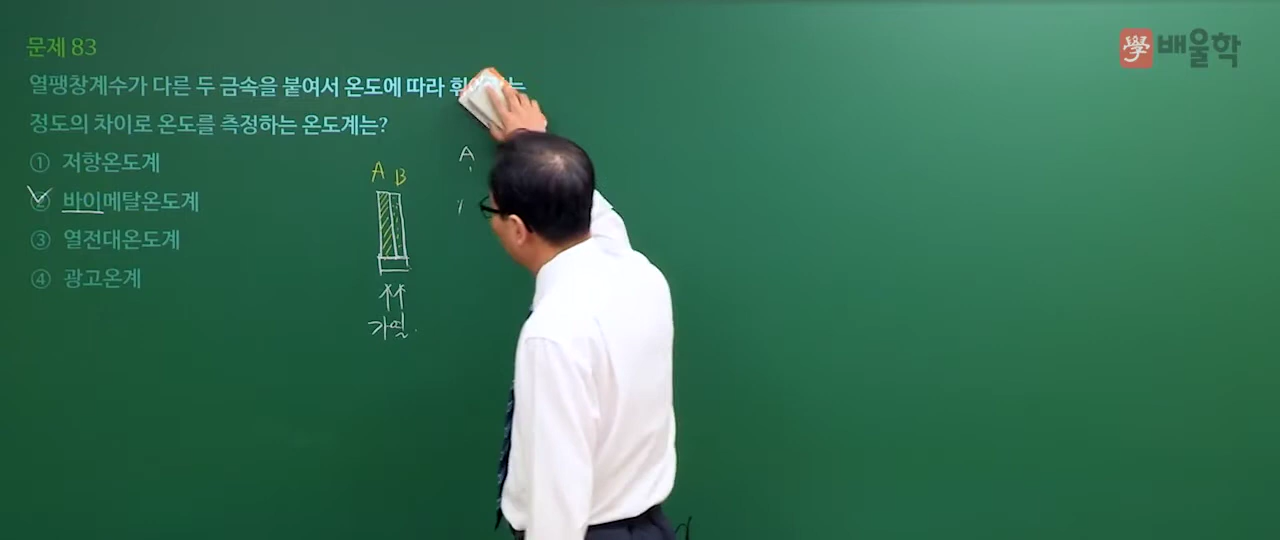 學 배울학
문제 83
열팽창계수가 다른 두 금속을 붙여서 온도에 따라 는
정도의 차이로 온도를 측정하는 온도계는?
① 저항온도계
② 바이메탈온도계
③ 열전대온도계
④ 광고온계
A B
가열.
A